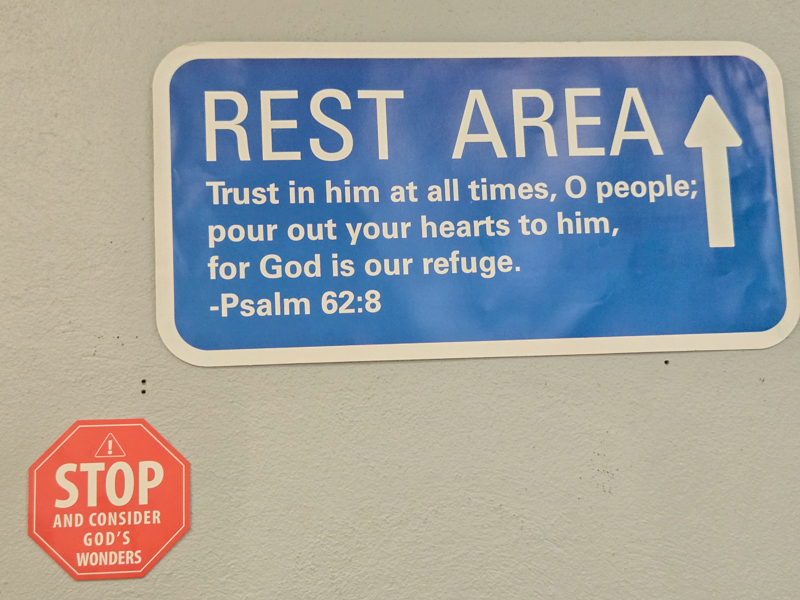 REST AREA
Trust in him at all times, O people;
pour out your hearts to him,
for God is our refuge.
-Psalm 62:8
!
STOP
AND CONSIDER
GOD'S
WONDERS